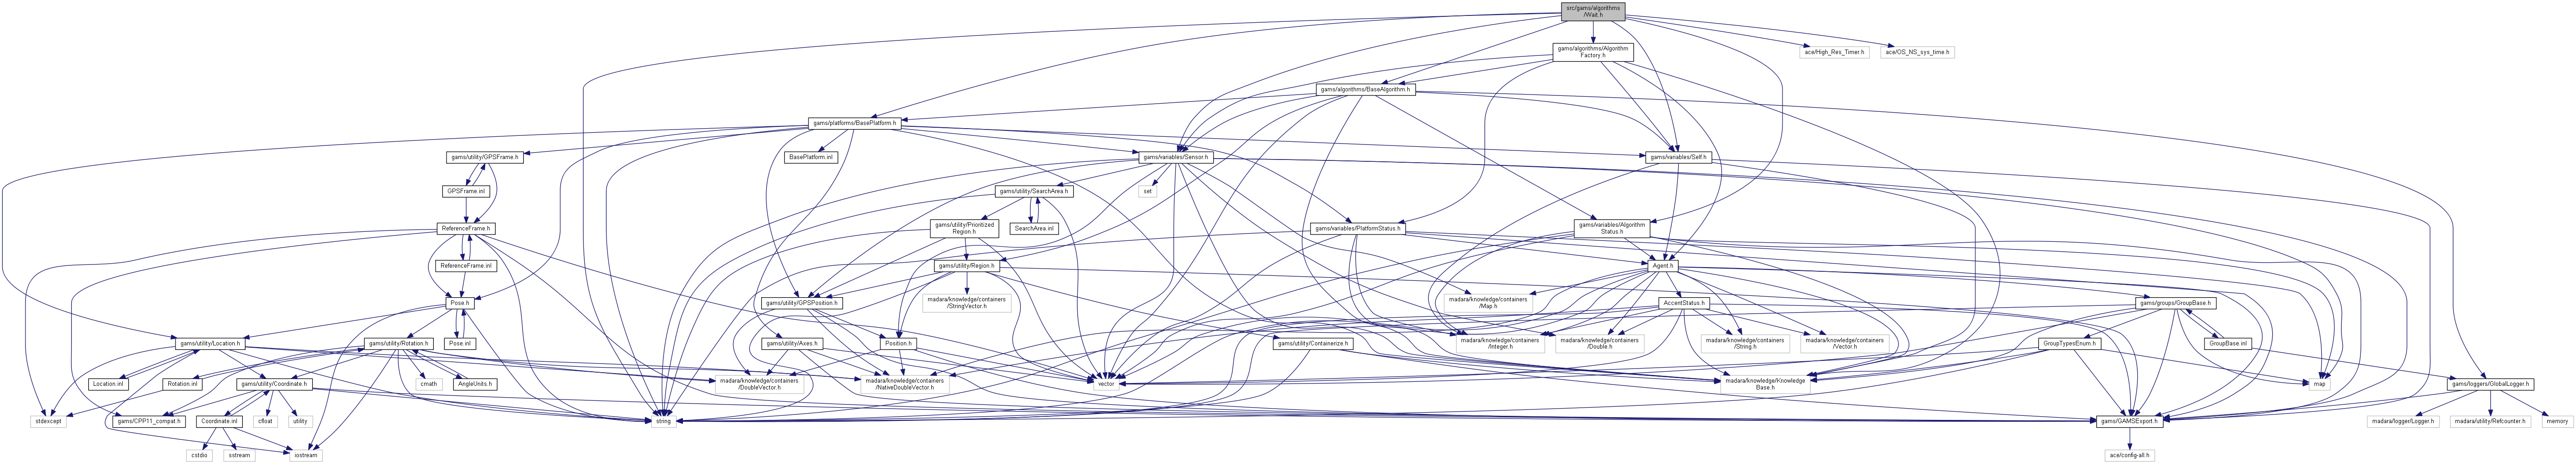 src/gams/algorithms
/Wait.h
gams/algorithms/Algorithm
Factory.h
ace/High_Res_Timer.h
ace/OS_NS_sys_time.h
gams/algorithms/BaseAlgorithm.h
gams/platforms/BasePlatform.h
gams/utility/GPSFrame.h
BasePlatform.inl
gams/variables/Sensor.h
gams/variables/Self.h
GPSFrame.inl
gams/utility/SearchArea.h
set
ReferenceFrame.h
gams/utility/Prioritized
Region.h
SearchArea.inl
gams/variables/PlatformStatus.h
gams/variables/Algorithm
Status.h
ReferenceFrame.inl
gams/utility/Region.h
Agent.h
Pose.h
gams/utility/GPSPosition.h
madara/knowledge/containers
/StringVector.h
madara/knowledge/containers
/Map.h
AccentStatus.h
gams/groups/GroupBase.h
gams/utility/Location.h
gams/utility/Rotation.h
Pose.inl
gams/utility/Axes.h
Position.h
gams/utility/Containerize.h
madara/knowledge/containers
/Integer.h
madara/knowledge/containers
/Double.h
madara/knowledge/containers
/String.h
madara/knowledge/containers
/Vector.h
GroupTypesEnum.h
GroupBase.inl
Location.inl
Rotation.inl
gams/utility/Coordinate.h
cmath
AngleUnits.h
madara/knowledge/containers
/DoubleVector.h
madara/knowledge/containers
/NativeDoubleVector.h
vector
madara/knowledge/Knowledge
Base.h
map
gams/loggers/GlobalLogger.h
stdexcept
gams/CPP11_compat.h
Coordinate.inl
cfloat
utility
string
gams/GAMSExport.h
madara/logger/Logger.h
madara/utility/Refcounter.h
memory
cstdio
sstream
iostream
ace/config-all.h